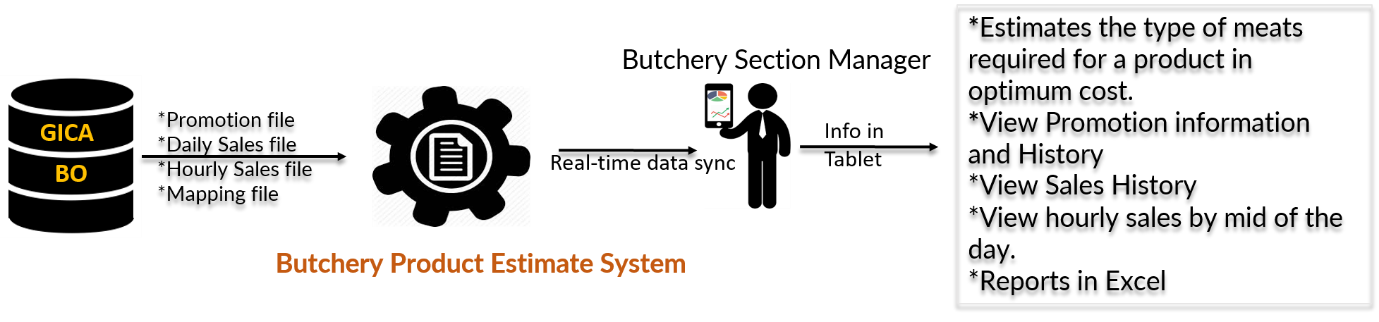 GICA
BO
*Promotion file
*Daily Sales file
*Hourly Sales file
*Mapping file
Butchery Product Estimate System
Real-time data sync
Butchery Section Manager
Info in
Tablet
*Estimates the type of meats
required for a product in
optimum cost.
*View Promotion information
and History
*View Sales History
*View hourly sales by mid of the
day.
*Reports in Excel